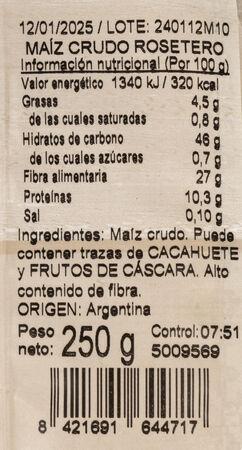 12/01/2025 / LOTE: 240112M10
MAÍZ CRUDO ROSETERO
Información nutricional (Por 100 g)
Valor energético 1340 kJ / 320 kcal
Grasas 4,5 g
de las cuales saturadas 0,8 g
Hidratos de carbono 46 g
de los cuales azúcares 0,7 g
Fibra alimentaria 27 g
Proteínas 10,3 g
Sal 0,10 g
Ingredientes: Maíz crudo. Puede
contener trazas de CACAHUETE
y FRUTOS DE CÁSCARA. Alto
contenido de fibra.
ORIGEN: Argentina
Peso neto: 250 g Control: 07:51
5009569
8 421691 644717